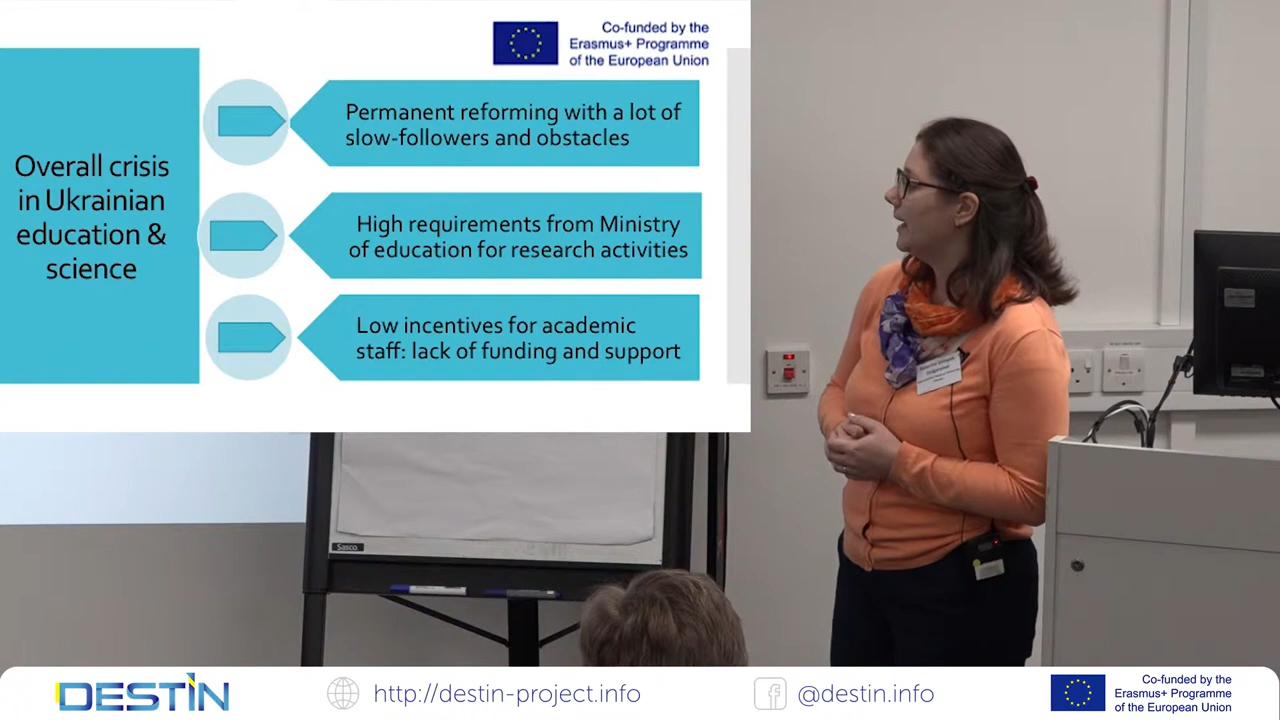 Co-funded by the
Erasmus+ Programme
of the European Union
Overall crisis
in Ukrainian
education &
science
Permanent reforming with a lot of
slow-followers and obstacles
High requirements from Ministry
of education for research activities
Low incentives for academic
staff: lack of funding and support
Sasco
DESTIN
http://destin-project.info
@destin.info
Co-funded by the
Erasmus+ Programme
of the European Union